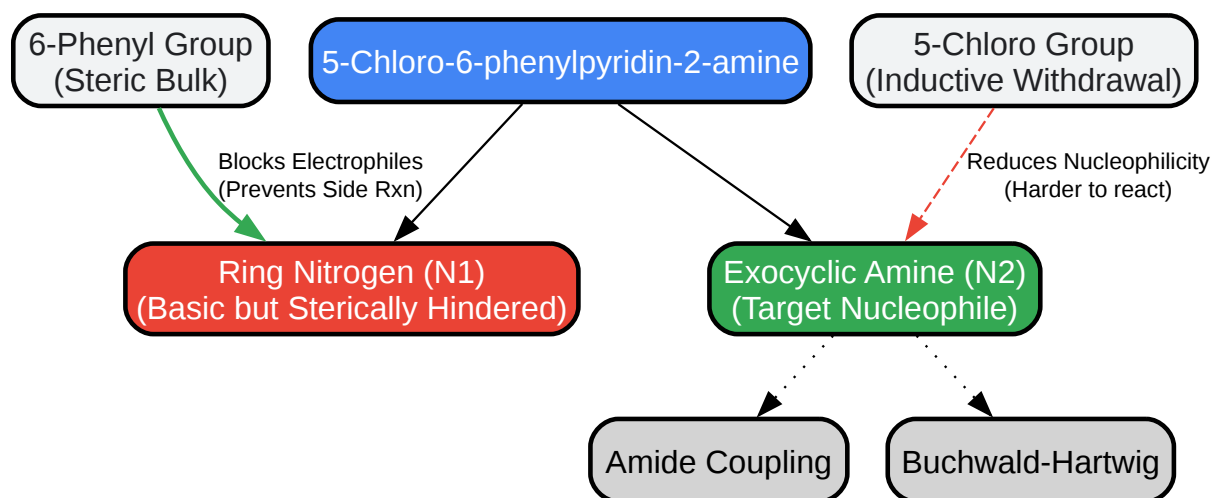 6-Phenyl Group
(Steric Bulk)
5-Chloro-6-phenylpyridin-2-amine
5-Chloro Group
(Inductive Withdrawal)
Blocks Electrophiles
(Prevents Side Rxn)
Reduces Nucleophilicity
(Harder to react)
Ring Nitrogen (N1)
(Basic but Sterically Hindered)
Exocyclic Amine (N2)
(Target Nucleophile)
Amide Coupling
Buchwald-Hartwig